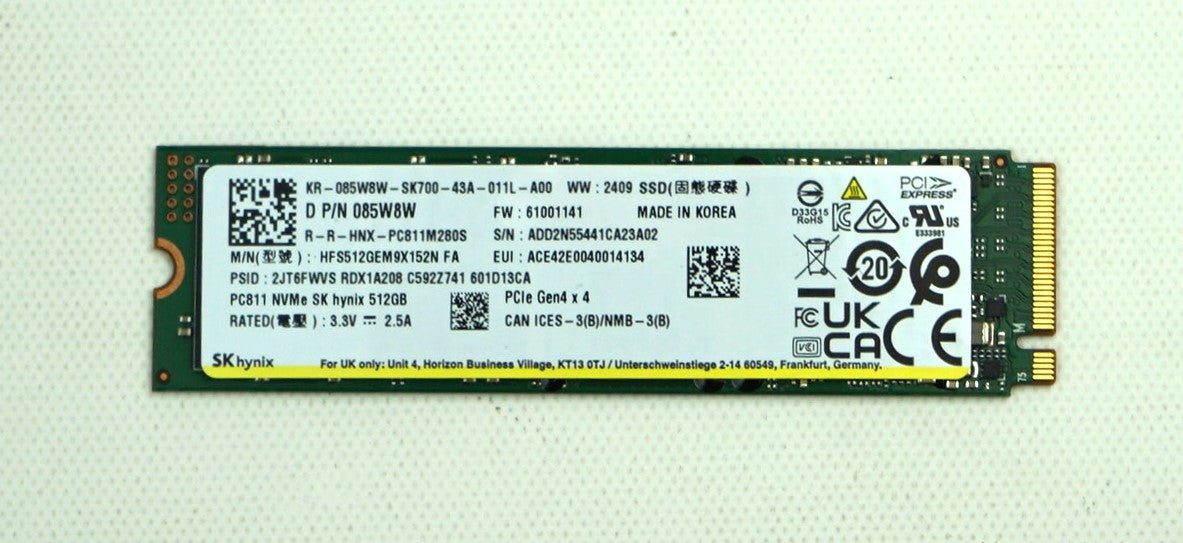 KR-085W8W-SK700-43A-011L-A00 WW : 2409 SSD(固態硬碟 )
D P/N 085W8W FW : 61001141 MADE IN KOREA
R-R-HNX-PC811M280S S/N : ADD2N55441CA23A02
M/N(型號 ) : HFS512GEM9X152N FA EUI : ACE42E0040014134
PSID : 2JT6FWVS RDX1A208 C592Z741 601D13CA
PC811 NVMe SK hynix 512GB PCIe Gen4 x 4
RATED(電壓 ) : 3.3V ⎓ 2.5A CAN ICES-3(B)/NMB-3(B)
SK hynix
For UK only: Unit 4, Horizon Business Village, KT13 0TJ / Unterschweinstiege 2-14 60549, Frankfurt, Germany.
D33G15
RoHS
PCI
EXPRESS®
c RU® US
E333981
20
FC
UK
CA
CE
VCI
M